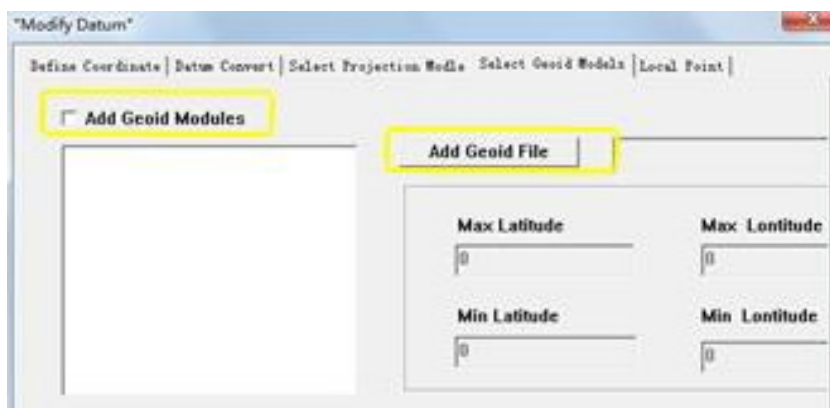 "Modify Datum"
Define Coordinate | Datum Convert | Select Projection Modle | Select Geoid Models | Local Point |
Add Geoid Modules
Add Geoid File
Max Latitude Max Lontitude
0 0
Min Latitude Min Lontitude
0 0